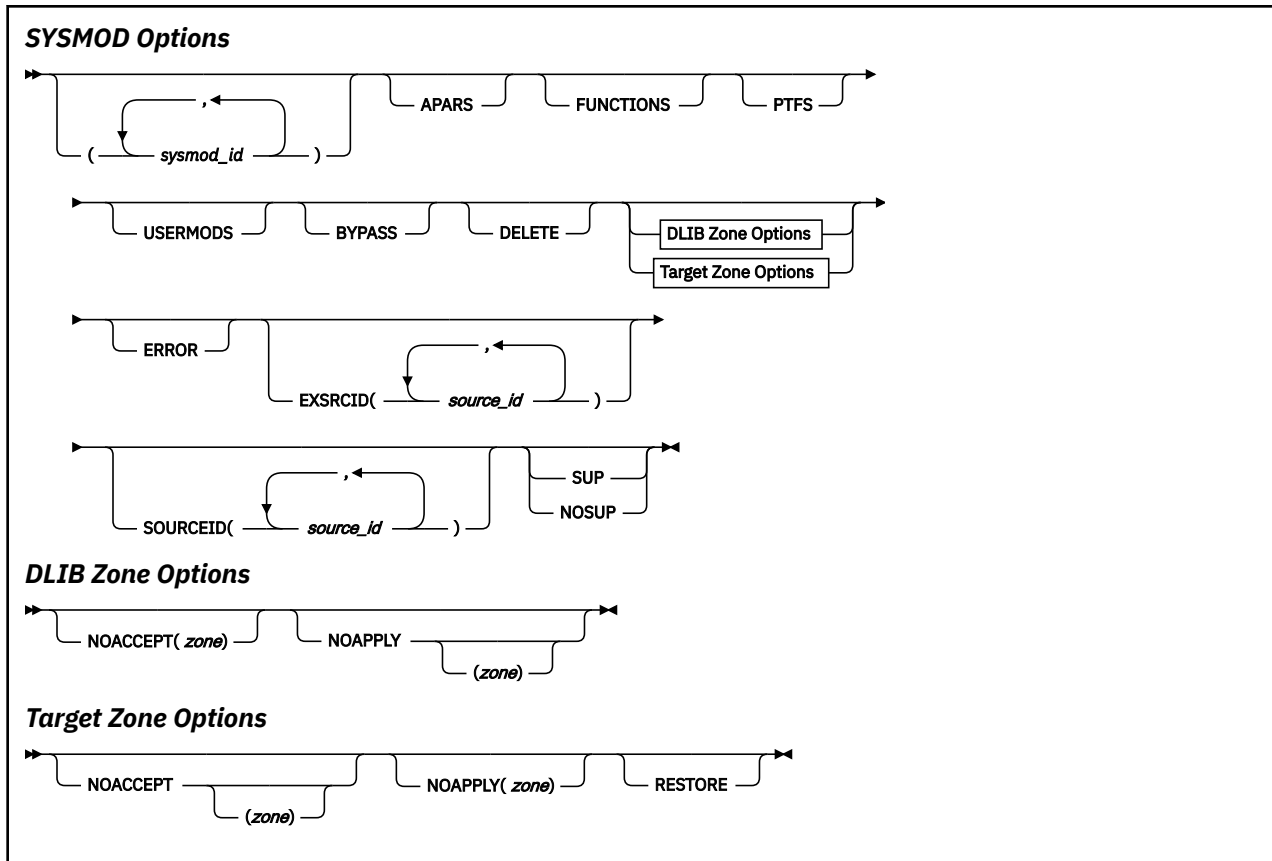 SYSMOD Options
APARS FUNCTIONS PTFS
,
( sysmod_id )
USERMODS BYPASS DELETE DLIB Zone Options
Target Zone Options
ERROR
,
EXSRCID( source_id )
,
SOURCEID( source_id )
SUP
NOSUP
DLIB Zone Options
NOACCEPT( zone) NOAPPLY
(zone)
Target Zone Options
NOACCEPT NOAPPLY( zone) RESTORE
(zone)